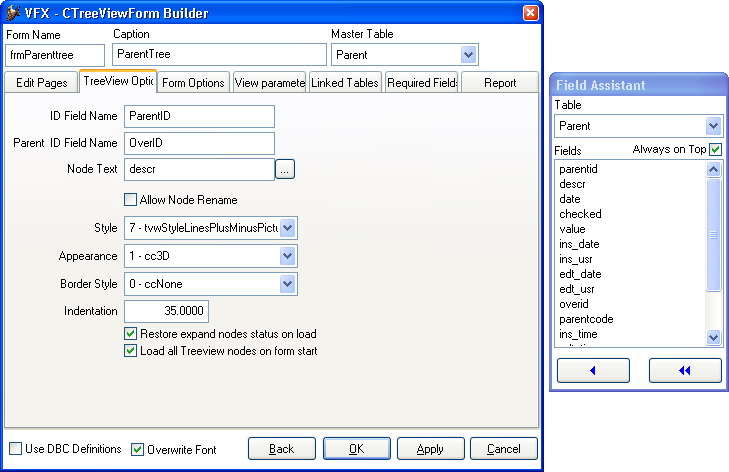 VFX - CTreeViewForm Builder
Form Name Caption Master Table
frmParenttree ParentTree Parent
Edit Pages TreeView Optic Form Options View paramete Linked Tables Required Fields Report
ID Field Name ParentID
Parent ID Field Name OverID
Node Text descr ...
Allow Node Rename
Style 7 - tvwStyleLinesPlusMinusPictu
Appearance 1 - cc3D
Border Style 0 - ccNone
Indentation 35.0000
Restore expand nodes status on load
Load all Treeview nodes on form start
Use DBC Definitions Overwrite Font Back OK Apply Cancel
Field Assistant
Table
Parent
Fields Always on Top
parentid
descr
date
checked
value
ins_date
ins_usr
edt_date
edt_usr
overid
parentcode
ins_time